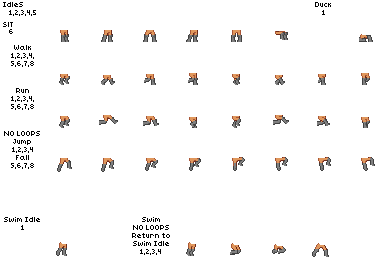 IdleS
1,2,3,4,5
Duck
1
SIT
6
Walk
1,2,3,4,
5,6,7,8
Run
1,2,3,4,
5,6,7,8
NO LOOPS
Jump
1,2,3,4
Fall
5,6,7,8
Swim Idle
1
Swim
NO LOOPS
Return to
Swim Idle
1,2,3,4